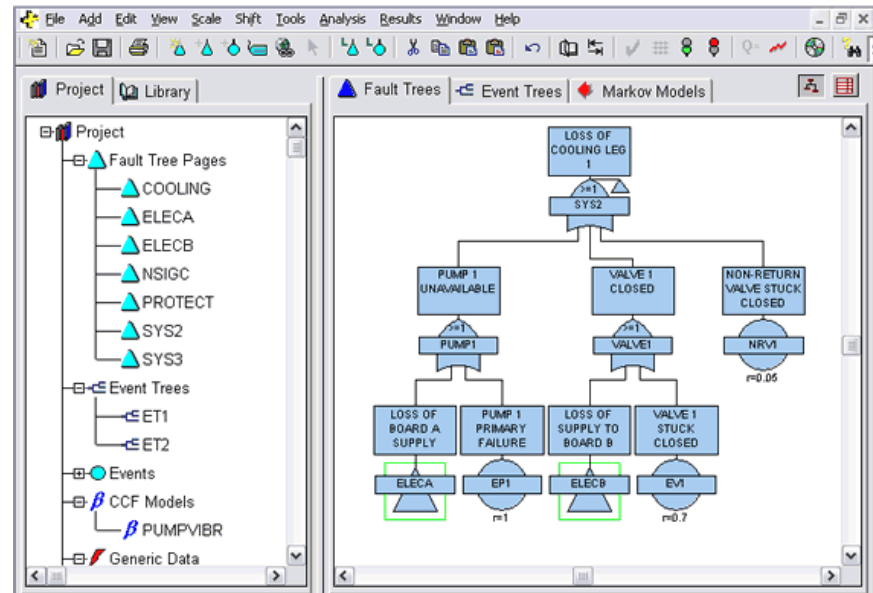 File Add Edit View Scale Shift Tools Analysis Results Window Help
Project Library
Fault Trees Event Trees Markov Models
Project
Fault Tree Pages
COOLING
ELECA
ELECB
NSIGC
PROTECT
SYS2
SYS3
Event Trees
ET1
ET2
Events
β CCF Models
β PUMPVIBR
Generic Data
LOSS OF
COOLING LEG
1
>=1
SYS2
PUMP 1
UNAVAILABLE
>=1
PUMP1
VALVE 1
CLOSED
>=1
VALVE1
NON-RETURN
VALVE STUCK
CLOSED
NRV1
r=0.05
LOSS OF
BOARD A
SUPPLY
ELECA
PUMP 1
PRIMARY
FAILURE
EP1
r=1
LOSS OF
SUPPLY TO
BOARD B
ELECB
VALVE 1
STUCK
CLOSED
EV1
r=0.7